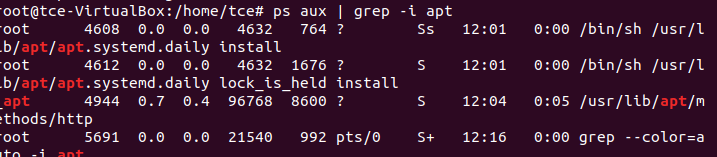 root@tce-VirtualBox:/home/tce# ps aux | grep -i apt
root 4608 0.0 0.0 4632 764 ? Ss 12:01 0:00 /bin/sh /usr/l
ib/apt/apt.systemd.daily install
root 4612 0.0 0.0 4632 1676 ? S 12:01 0:00 /bin/sh /usr/l
ib/apt/apt.systemd.daily lock_is_held install
_apt 4944 0.7 0.4 96768 8600 ? S 12:04 0:05 /usr/lib/apt/m
ethods/http
root 5691 0.0 0.0 21540 992 pts/0 S+ 12:16 0:00 grep --color=a
uto -i apt